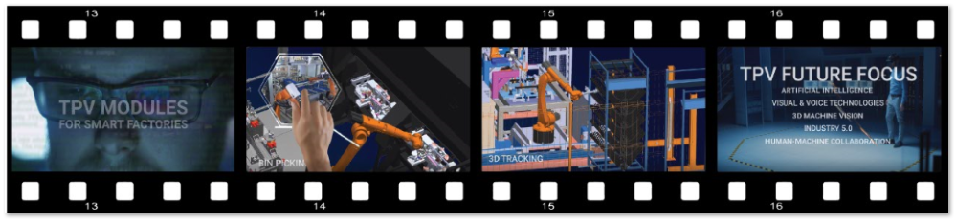 13 14 15 16
TPV MODULES
FOR SMART FACTORIES
BIN PICKIN
3D TRACKING
TPV FUTURE FOCUS
ARTIFICIAL INTELLIGENCE
VISUAL & VOICE TECHNOLOGIES
3D MACHINE VISION
INDUSTRY 5.0
HUMAN-MACHINE COLLABORATION
13 14 15 16